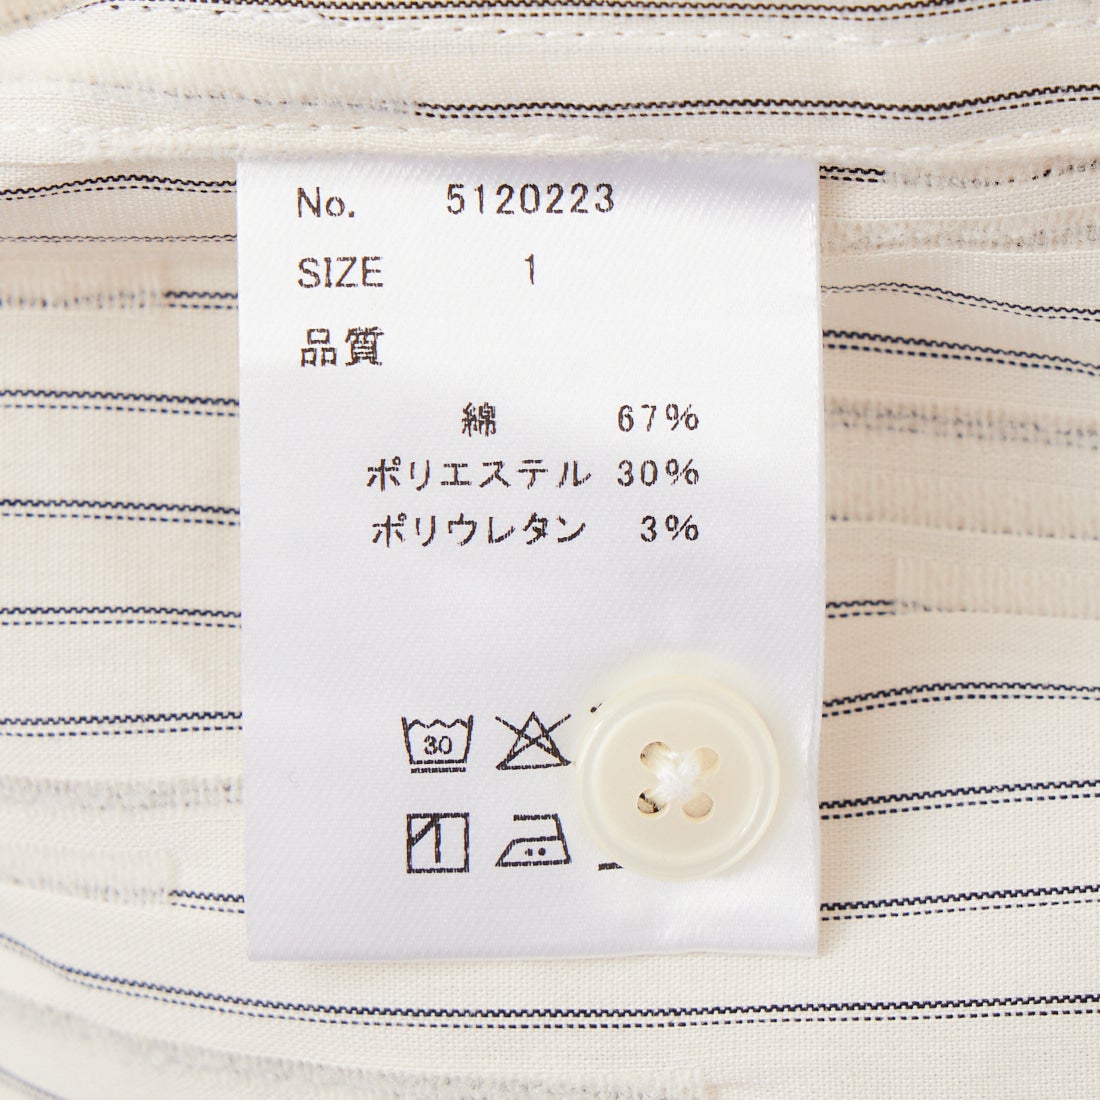 No. 5120223
SIZE 1
品質
綿 67%
ポリエステル 30%
ポリウレタン 3%
30